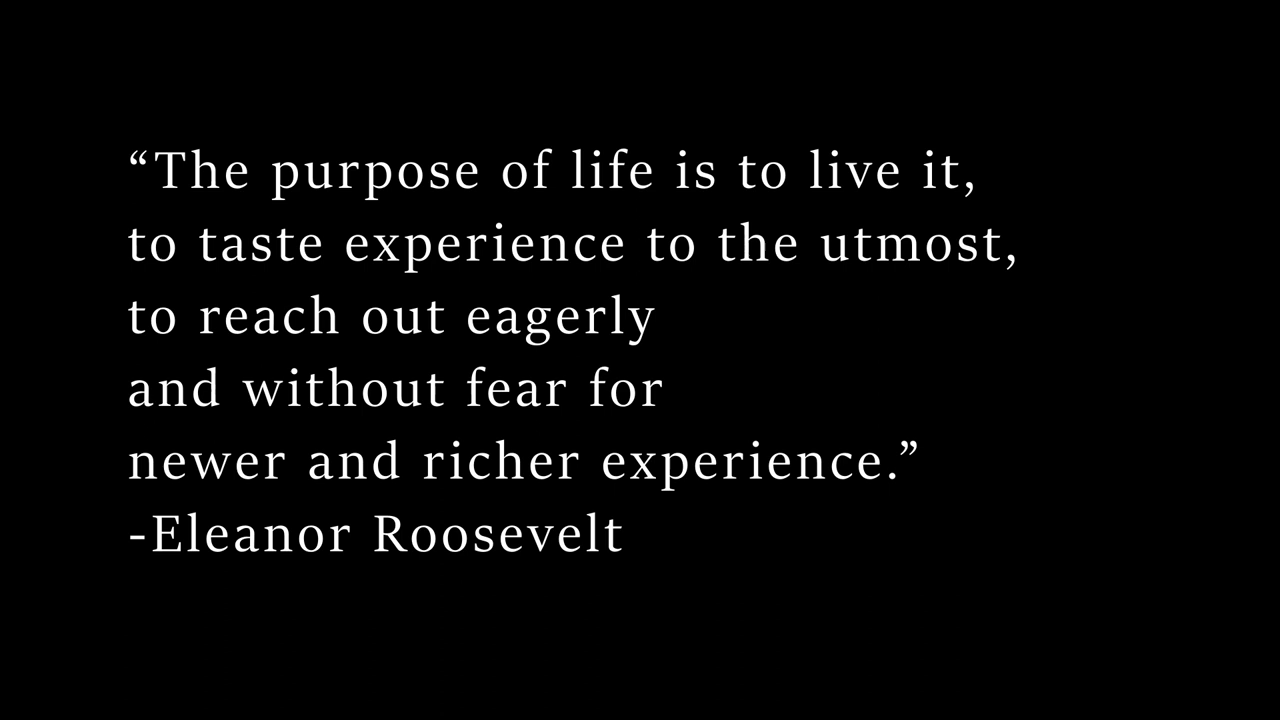 “The purpose of life is to live it,
to taste experience to the utmost,
to reach out eagerly
and without fear for
newer and richer experience.”
-Eleanor Roosevelt